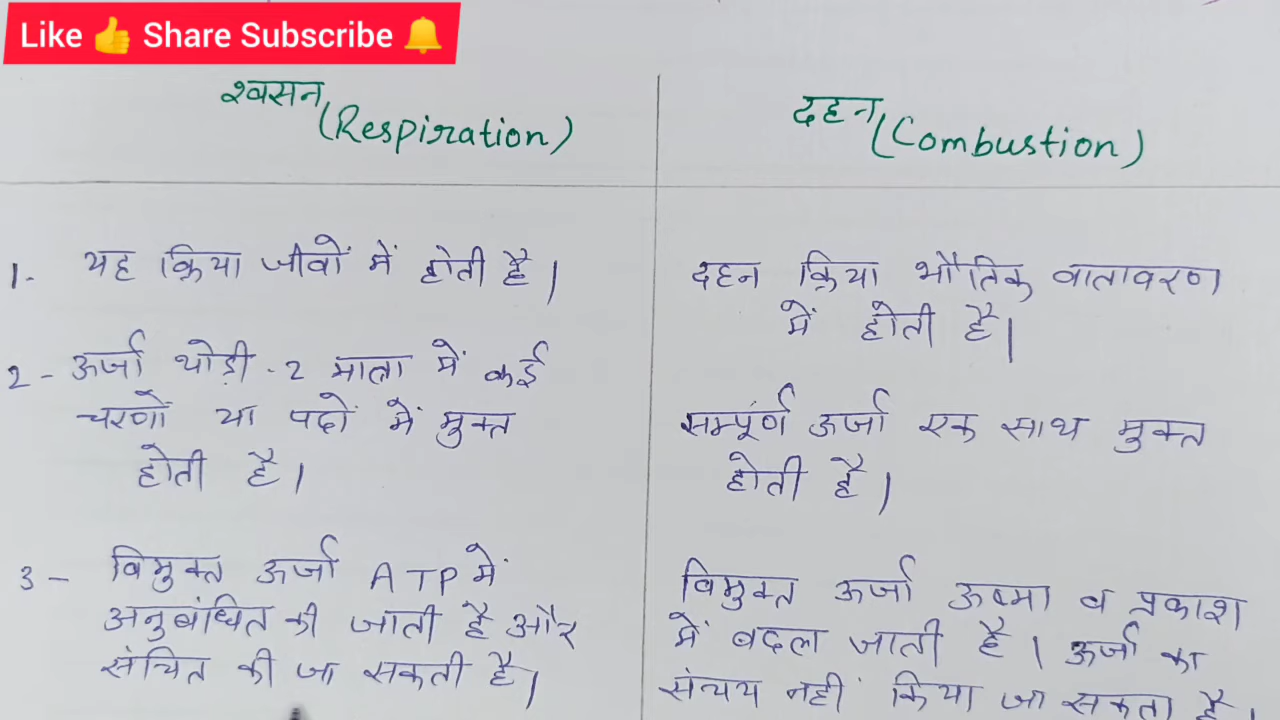 Like 👍 Share Subscribe 🔔
श्वसन (Respiration)
दहन (Combustion)
1- यह क्रिया जीवों में होती है।
दहन क्रिया भौतिक वातावरण
में होती है।
2- ऊर्जा थोड़ी-2 मात्रा में कई
चरणों या पदों में मुक्त
होती है।
सम्पूर्ण ऊर्जा एक साथ मुक्त
होती है।
3- विमुक्त ऊर्जा ATP में
अनुबंधित की जाती है और
संचित की जा सकती है।
विमुक्त ऊर्जा ऊष्मा व प्रकाश
में बदल जाती है। ऊर्जा का
संचय नहीं किया जा सकता है।